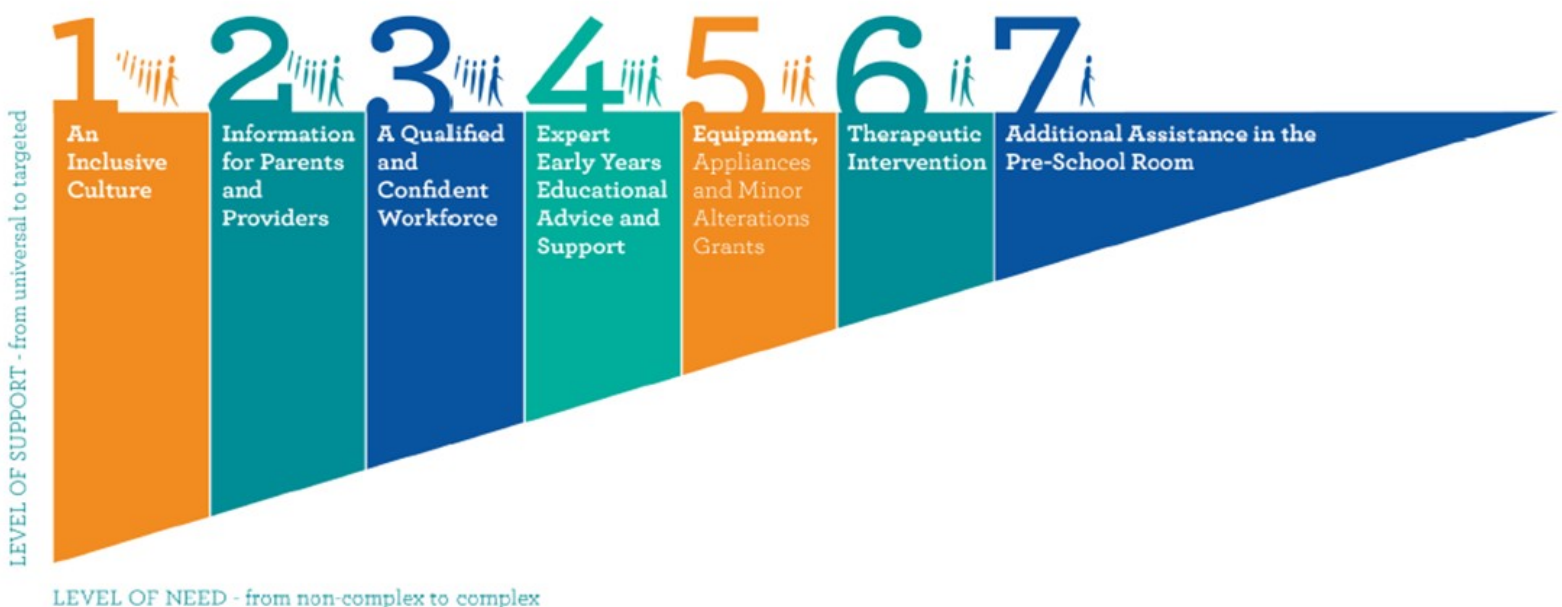 1
2
3
4
5
6
7
An
Inclusive
Culture
Information
for Parents
and
Providers
A Qualified
and
Confident
Workforce
Expert
Early Years
Educational
Advice and
Support
Equipment,
Appliances
and Minor
Alterations
Grants
Therapeutic
Intervention
Additional Assistance in the
Pre-School Room
LEVEL OF SUPPORT - from universal to targeted
LEVEL OF NEED - from non-complex to complex